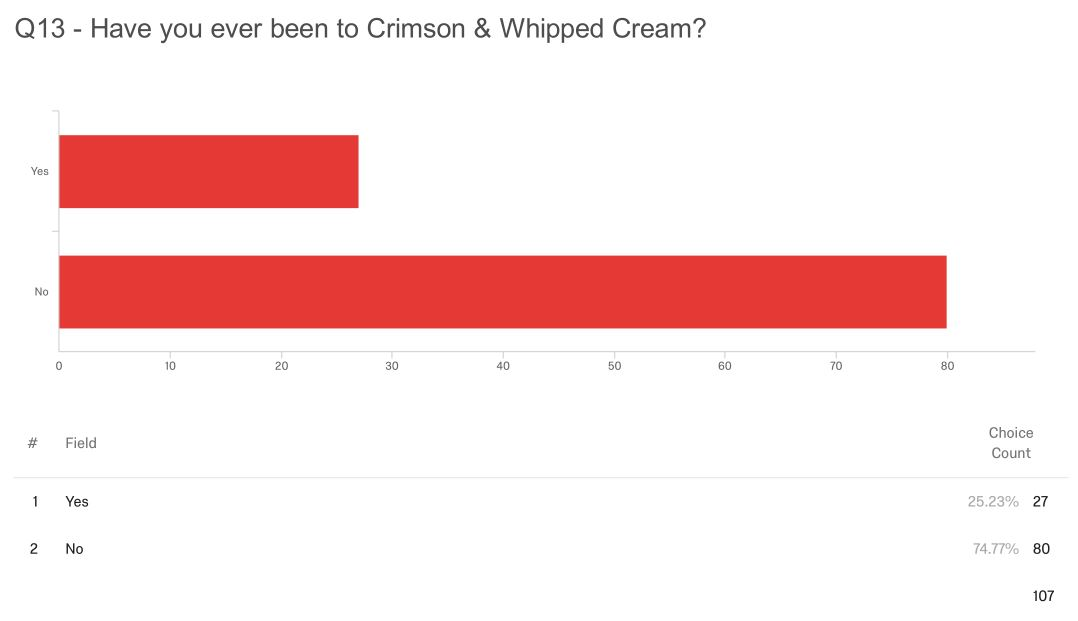 Q13 - Have you ever been to Crimson & Whipped Cream?
Yes
No
0 10 20 30 40 50 60 70 80
# Field Choice
Count
1 Yes 25.23% 27
2 No 74.77% 80
107